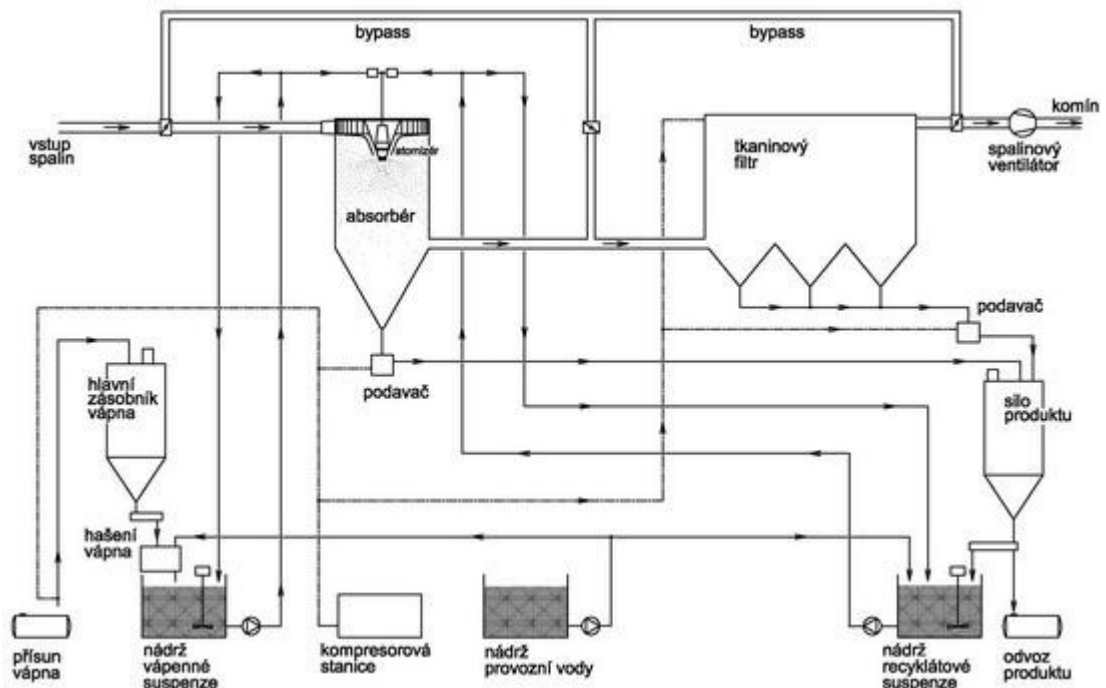 bypass
bypass
vstup
spalin
atomizér
absorbér
tkaninový
filtr
komín
spalinový
ventilátor
podavač
podavač
hlavní
zásobník
vápna
silo
produktu
hašení
vápna
přísun
vápna
nádrž
vápenné
suspenze
kompresorová
stanice
nádrž
provozní vody
nádrž
recyklátové
suspenze
odvoz
produktu